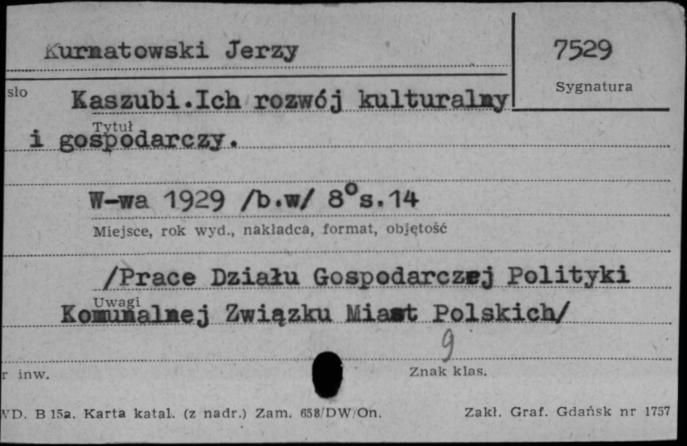 Kurnatowski Jerzy
7529
Sygnatura
sło
Kaszubi.Ich rozwój kulturalny
Tytuł
i gospodarczy.
W-wa 1929 /b.w/ 8°s.14
Miejsce, rok wyd., nakładca, format, objętość
/Prace Działu Gospodarczej Polityki
Uwagi
Komunalnej Związku Miast Polskich/
9
r inw.
Znak klas.
WD. B 15a. Karta katal. (z nadr.) Zam. 658/DW/On.
Zakł. Graf. Gdańsk nr 1757